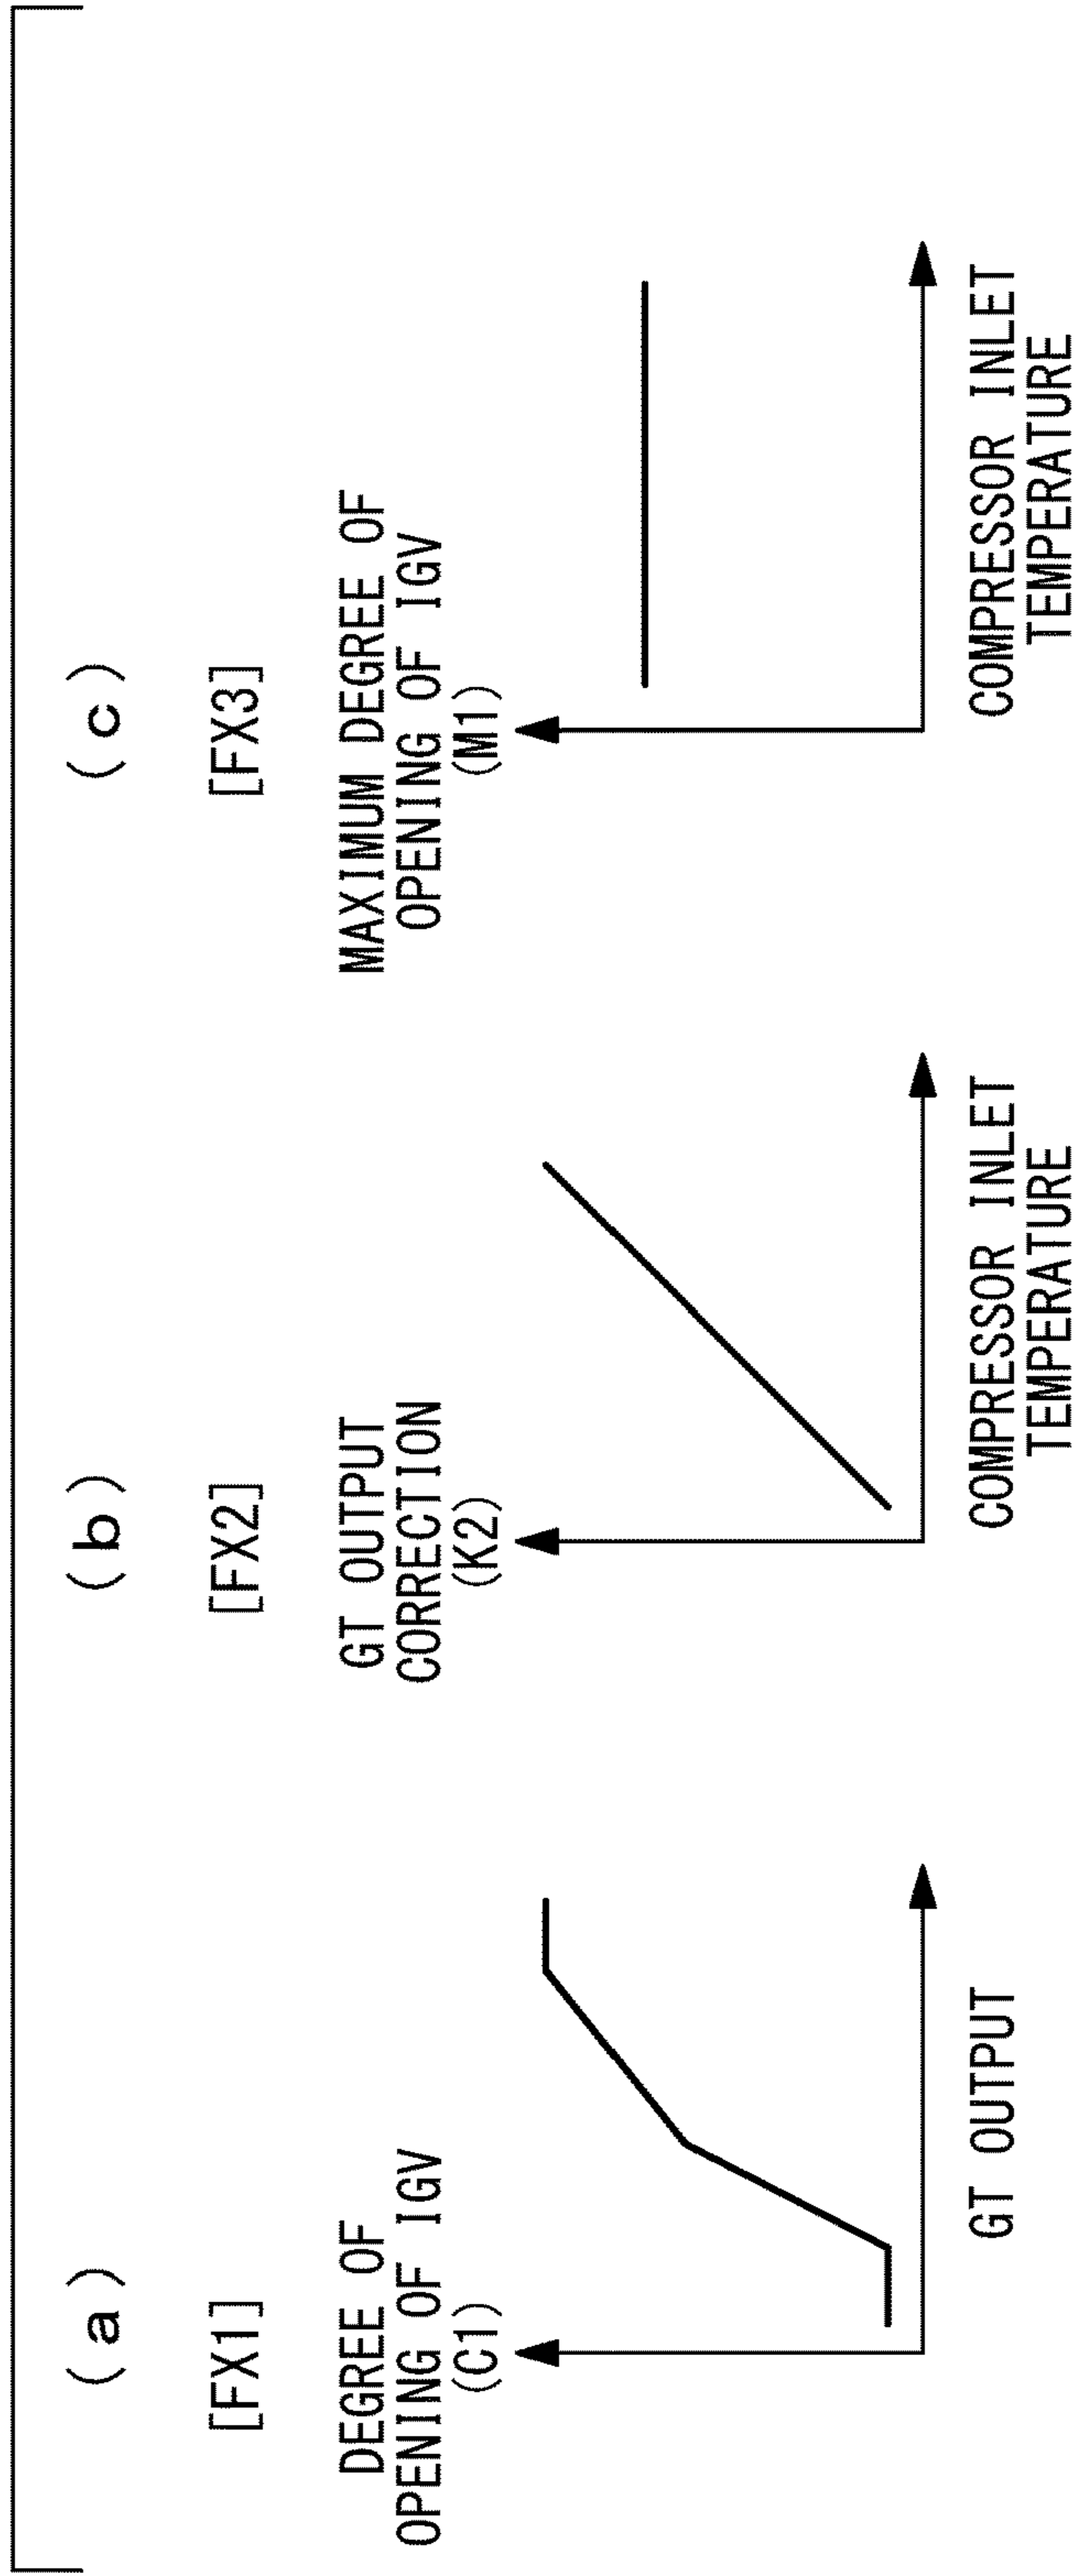 (a)
[FX1]
DEGREE OF
OPENING OF IGV
(C1)
GT OUTPUT
(b)
[FX2]
GT OUTPUT
CORRECTION
(K2)
COMPRESSOR INLET
TEMPERATURE
(c)
[FX3]
MAXIMUM DEGREE OF
OPENING OF IGV
(M1)
COMPRESSOR INLET
TEMPERATURE